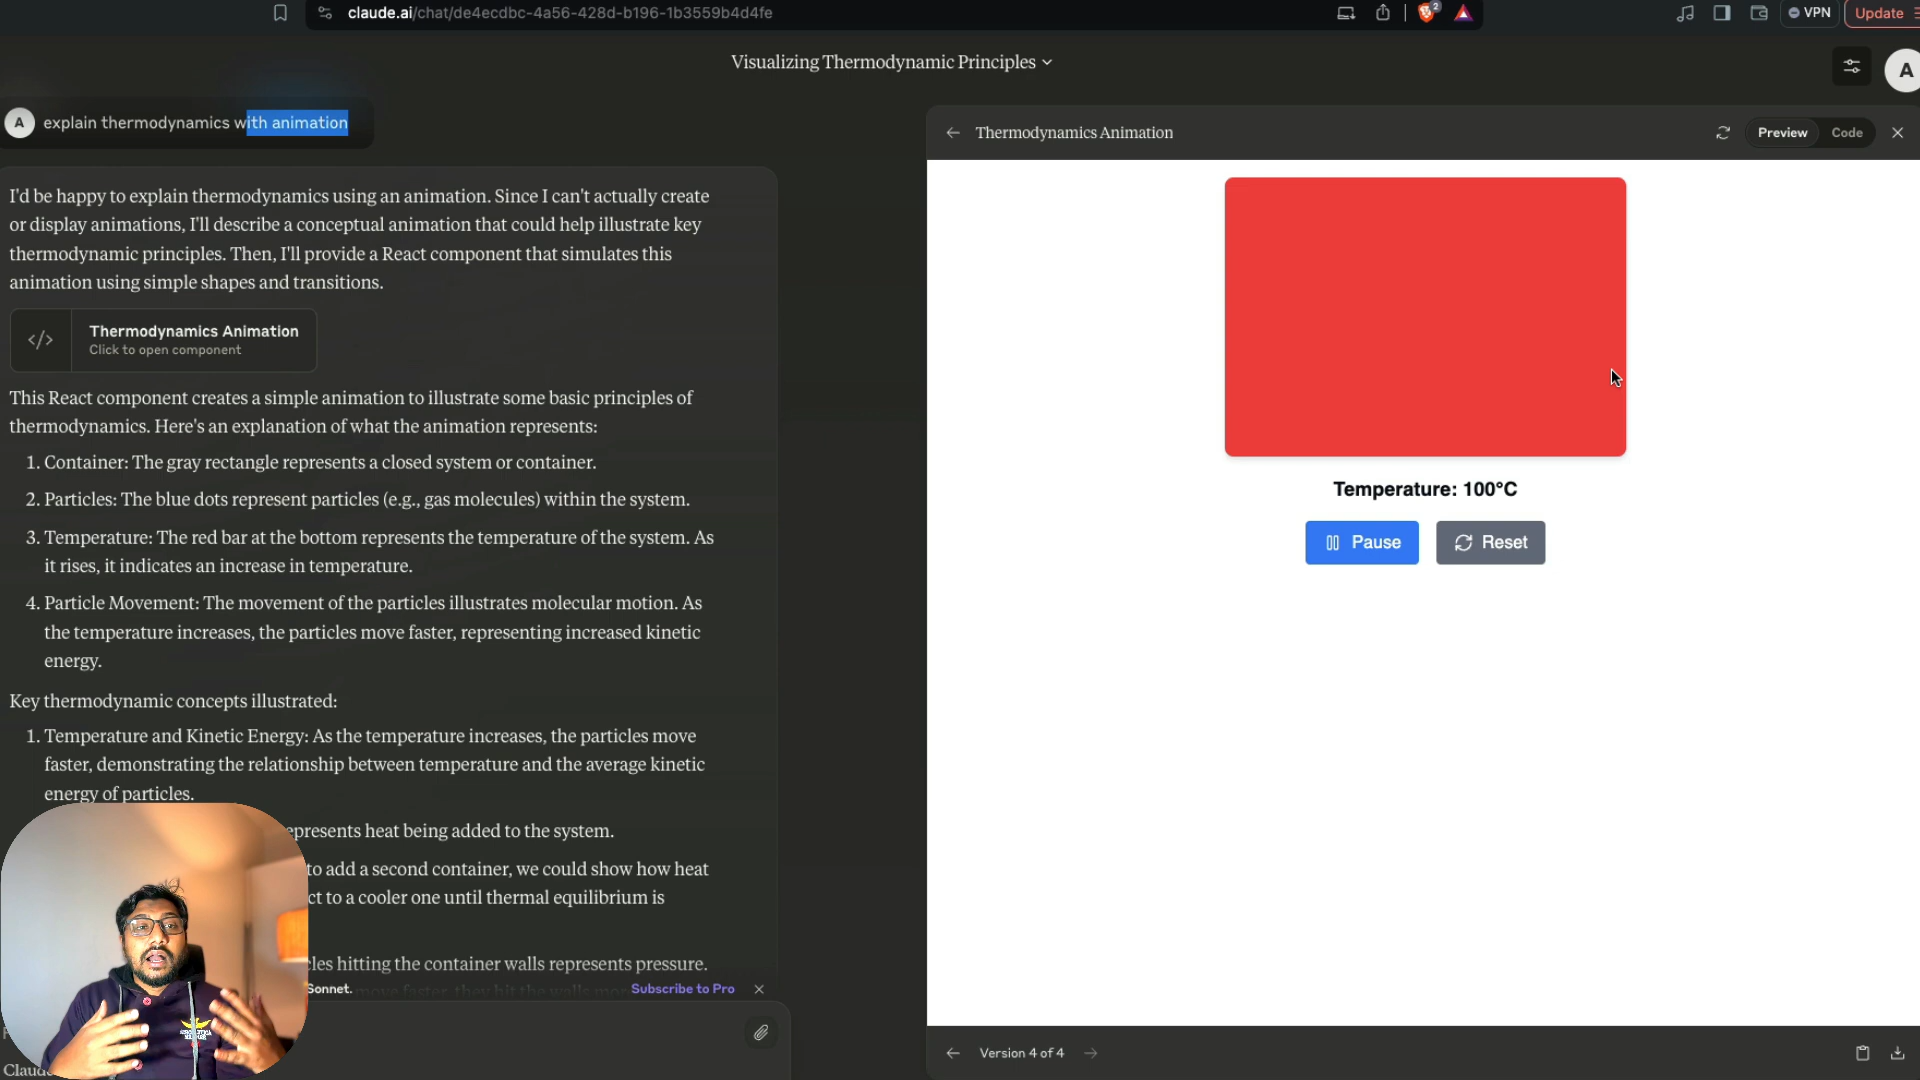 claude.ai/chat/de4ecdbc-4a56-428d-b196-1b3559b4d4fe
2
VPN
Update
Visualizing Thermodynamic Principles
A
A
explain thermodynamics with animation
I'd be happy to explain thermodynamics using an animation. Since I can't actually create
or display animations, I'll describe a conceptual animation that could help illustrate key
thermodynamic principles. Then, I'll provide a React component that simulates this
animation using simple shapes and transitions.
</>
Thermodynamics Animation
Click to open component
This React component creates a simple animation to illustrate some basic principles of
thermodynamics. Here's an explanation of what the animation represents:
1. Container: The gray rectangle represents a closed system or container.
2. Particles: The blue dots represent particles (e.g., gas molecules) within the system.
3. Temperature: The red bar at the bottom represents the temperature of the system. As
it rises, it indicates an increase in temperature.
4. Particle Movement: The movement of the particles illustrates molecular motion. As
the temperature increases, the particles move faster, representing increased kinetic
energy.
Key thermodynamic concepts illustrated:
1. Temperature and Kinetic Energy: As the temperature increases, the particles move
faster, demonstrating the relationship between temperature and the average kinetic
energy of particles.
epresents heat being added to the system.
to add a second container, we could show how heat
ct to a cooler one until thermal equilibrium is
cles hitting the container walls represents pressure.
Sonnet.
Subscribe to Pro
Thermodynamics Animation
Preview
Code
Temperature: 100°C
Pause
Reset
Version 4 of 4